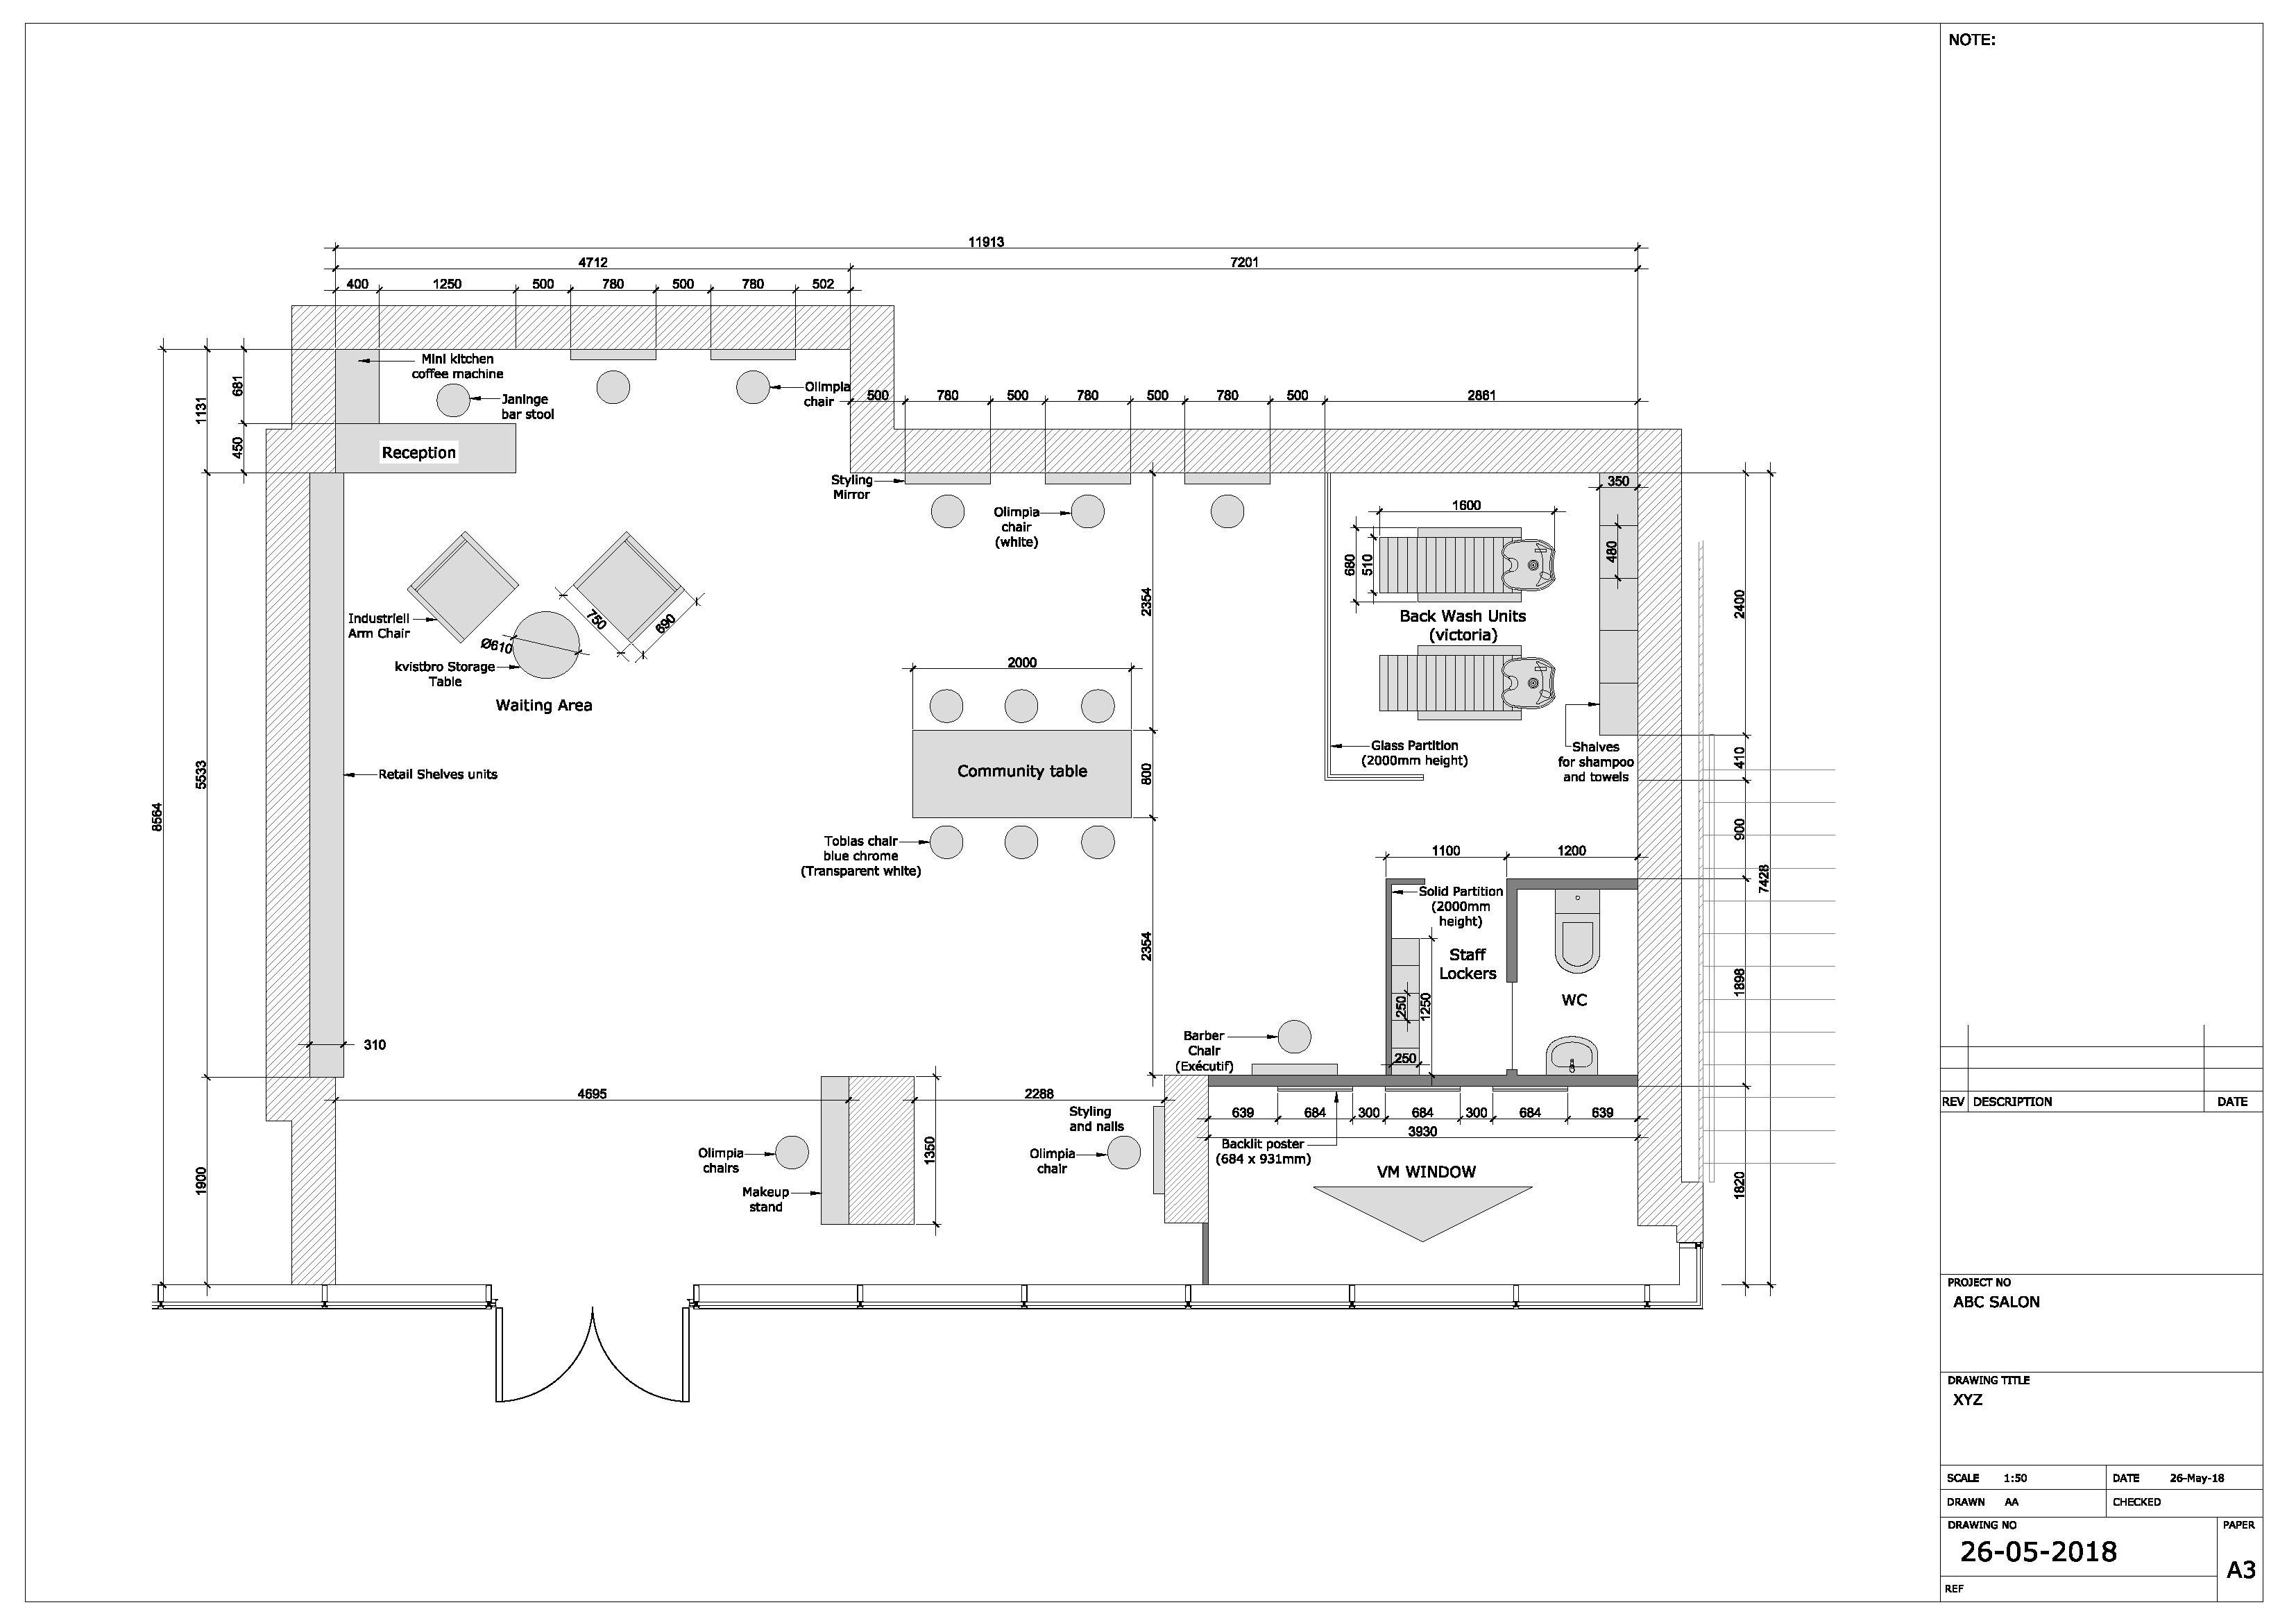 NOTE:
11913
4712
7201
400
1250
500
780
500
780
502
Mini kitchen
coffee machine
Janinge
bar stool
Olimpia
chair
681
1131
450
Reception
500
780
500
780
500
780
500
2861
Styling
Mirror
Olimpia
chair
(white)
350
1600
480
680
510
Back Wash Units
(victoria)
2354
2400
750
690
Industriell
Arm Chair
Ø610
kvistbro Storage
Table
Waiting Area
2000
Glass Partition
(2000mm height)
Shalves
for shampoo
and towels
410
Retail Shelves units
5533
8564
Community table
800
900
Tobias chair
blue chrome
(Transparent white)
1100
1200
7428
Solid Partition
(2000mm
height)
Staff
Lockers
2354
1898
WC
250
1250
250
310
Barber
Chair
(Exécutif)
4695
2288
Styling
and nails
639
684
300
684
300
684
639
3930
Backlit poster
(684 x 931mm)
Olimpia
chairs
1350
Olimpia
chair
VM WINDOW
Makeup
stand
1900
1820
REV DESCRIPTION DATE
PROJECT NO
ABC SALON
DRAWING TITLE
XYZ
SCALE 1:50 DATE 26-May-18
DRAWN AA CHECKED
DRAWING NO PAPER
26-05-2018
A3
REF